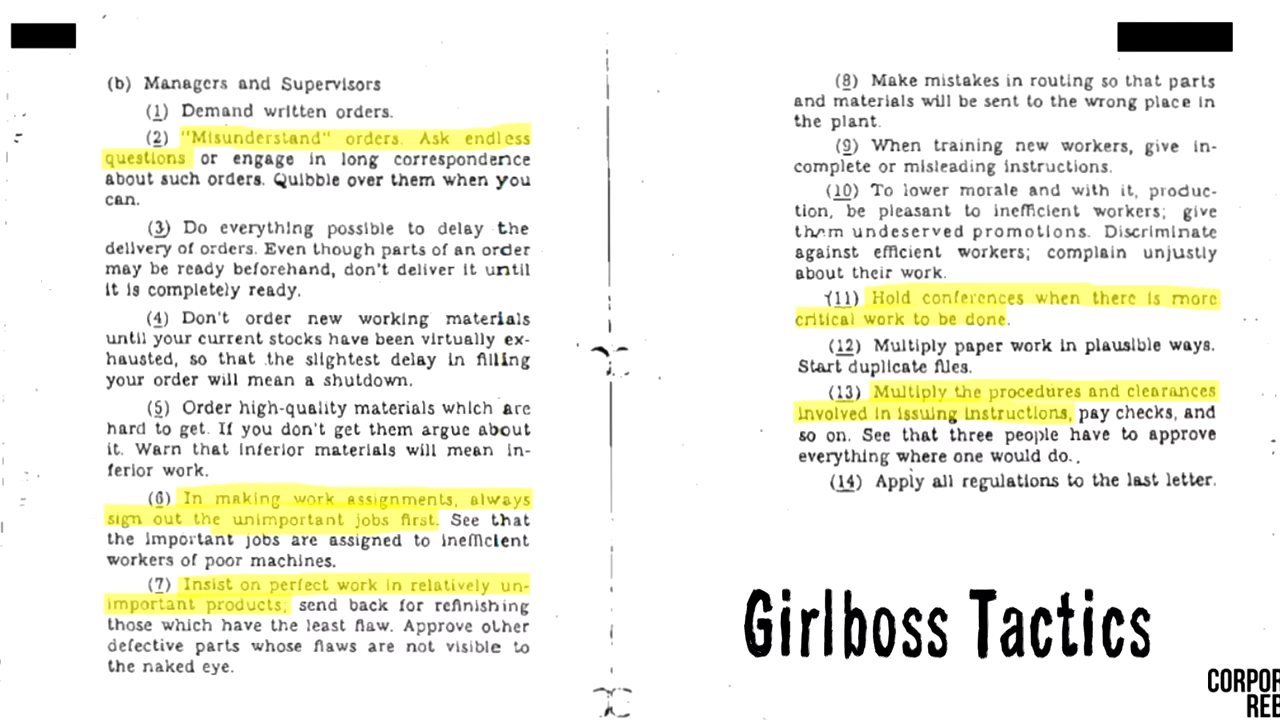 (b) Managers and Supervisors
(1) Demand written orders.
(2) "Misunderstand" orders. Ask endless
questions or engage in long correspondence
about such orders. Quibble over them when you
can.
(3) Do everything possible to delay the
delivery of orders. Even though parts of an order
may be ready beforehand, don't deliver it until
it is completely ready.
(4) Don't order new working materials
until your current stocks have been virtually ex-
hausted, so that the slightest delay in filling
your order will mean a shutdown.
(5) Order high-quality materials which are
hard to get. If you don't get them argue about
it. Warn that inferior materials will mean in-
ferior work.
(6) In making work assignments, always
sign out the unimportant jobs first. See that
the important jobs are assigned to inefficient
workers of poor machines.
(7) Insist on perfect work in relatively un-
important products; send back for refinishing
those which have the least flaw. Approve other
defective parts whose flaws are not visible to
the naked eye.
(8) Make mistakes in routing so that parts
and materials will be sent to the wrong place in
the plant.
(9) When training new workers, give in-
complete or misleading instructions.
(10) To lower morale and with it, produc-
tion, be pleasant to inefficient workers; give
them undeserved promotions. Discriminate
against efficient workers; complain unjustly
about their work.
(11) Hold conferences when there is more
critical work to be done.
(12) Multiply paper work in plausible ways.
Start duplicate files.
(13) Multiply the procedures and clearances
involved in issuing instructions, pay checks, and
so on. See that three people have to approve
everything where one would do.
(14) Apply all regulations to the last letter.
Girlboss Tactics
CORPOR
REB